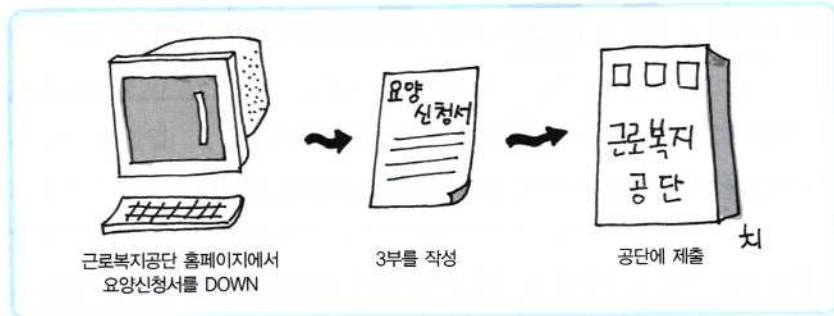 요양
신청서
근로복지
공단
근로복지공단 홈페이지에서
요양신청서를 DOWN
3부를 작성
공단에 제출